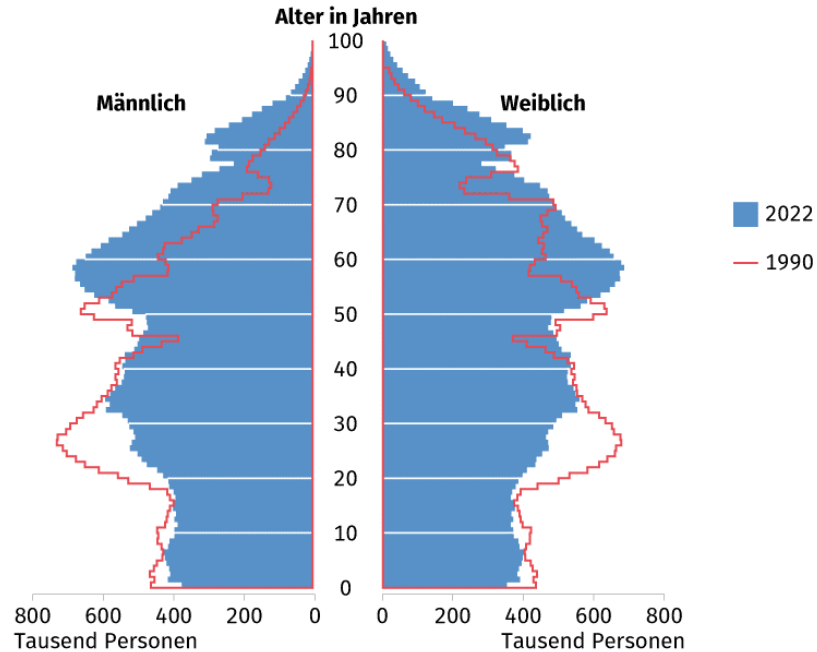 Alter in Jahren
100
Männlich
90
Weiblich
80
70
2022
60
1990
50
40
30
20
10
0
800 600 400 200 0
0 200 400 600 800
Tausend Personen
Tausend Personen